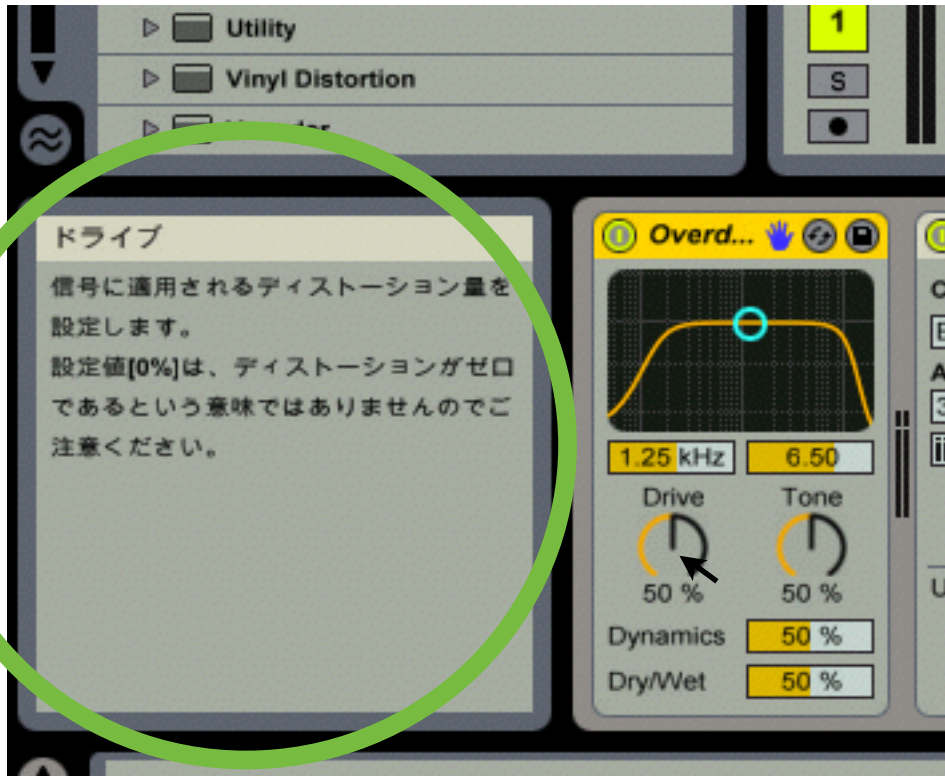 Utility
Vinyl Distortion
1
S
ドライブ
信号に適用されるディストーション量を
設定します。
設定値[0%]は、ディストーションがゼロ
であるという意味ではありませんのでご
注意ください。
Overd...
1.25 kHz 6.50
Drive Tone
50 % 50 %
Dynamics 50 %
Dry/Wet 50 %